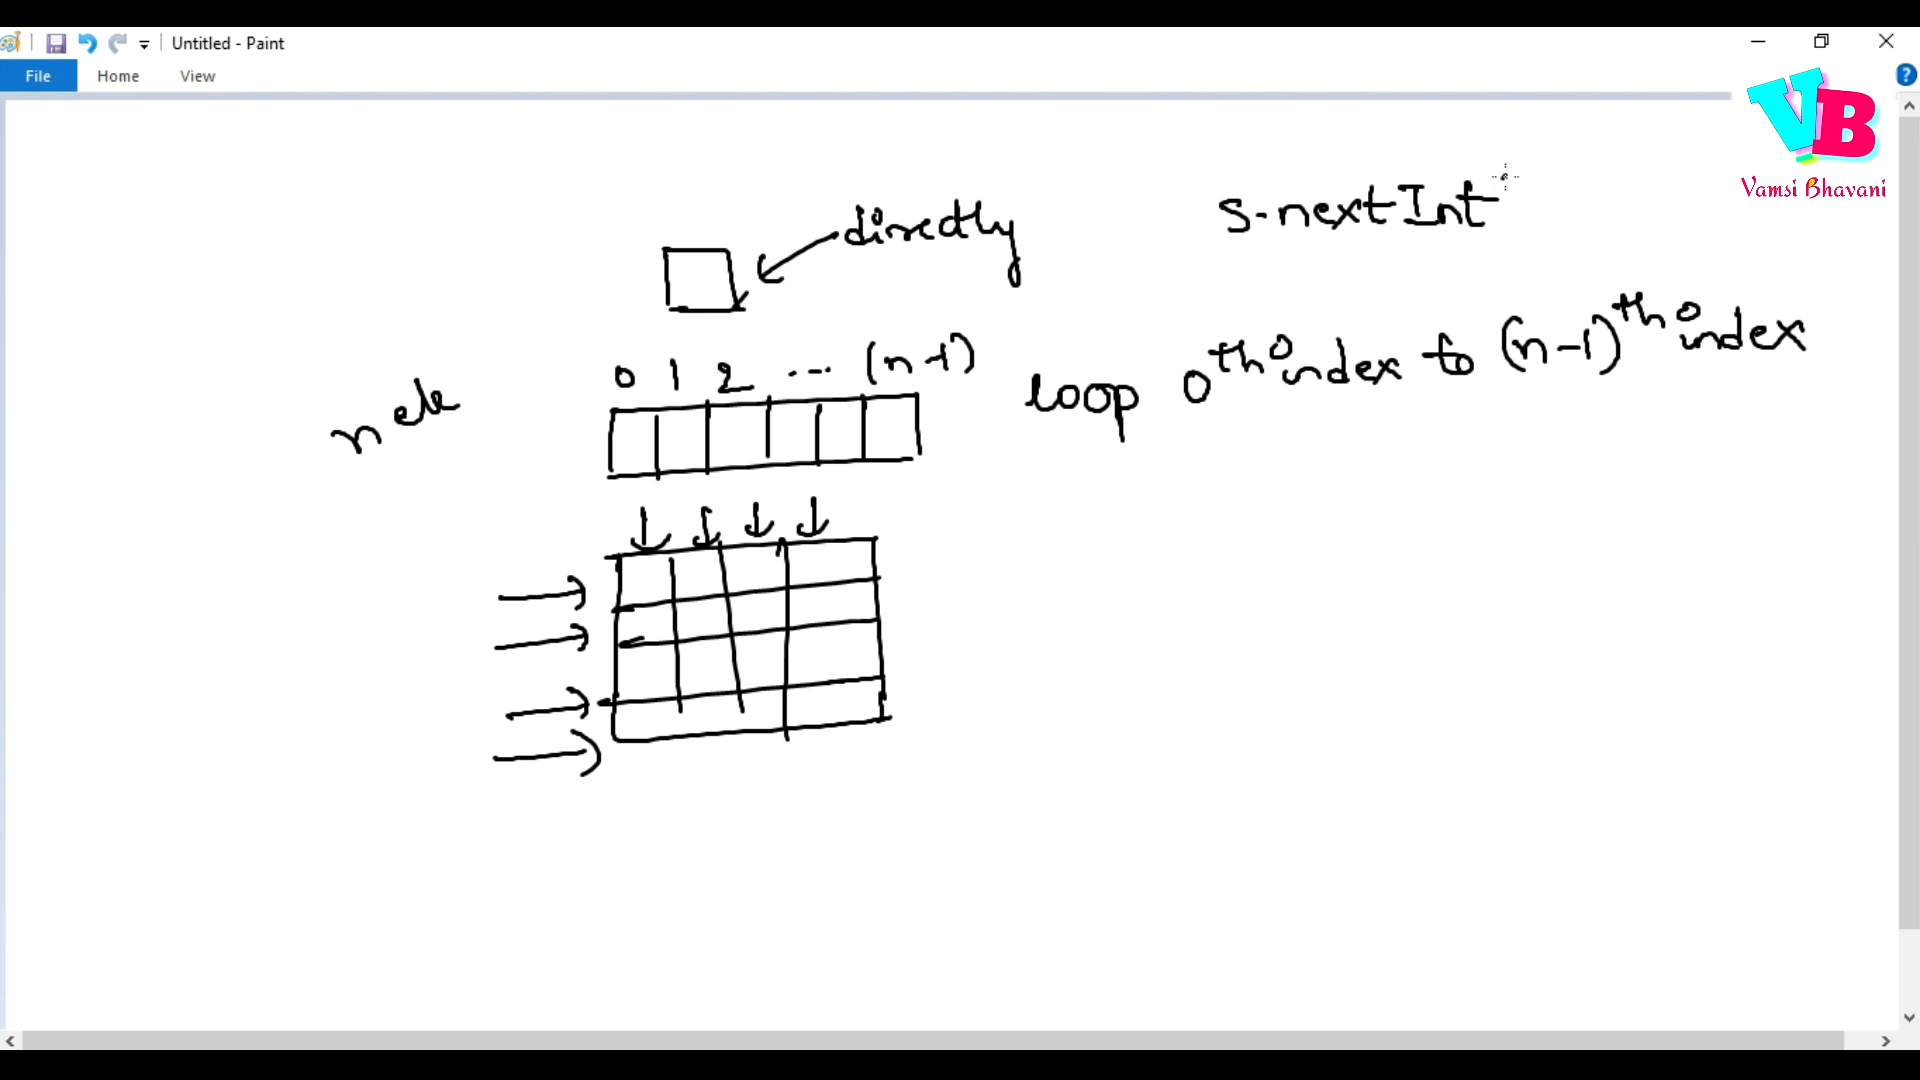 Untitled - Paint
File Home View
VB
Vamsi Bhavani
directly
s.nextInt
0 1 2 ... (n-1)
n ele
loop 0th index to (n-1)th index